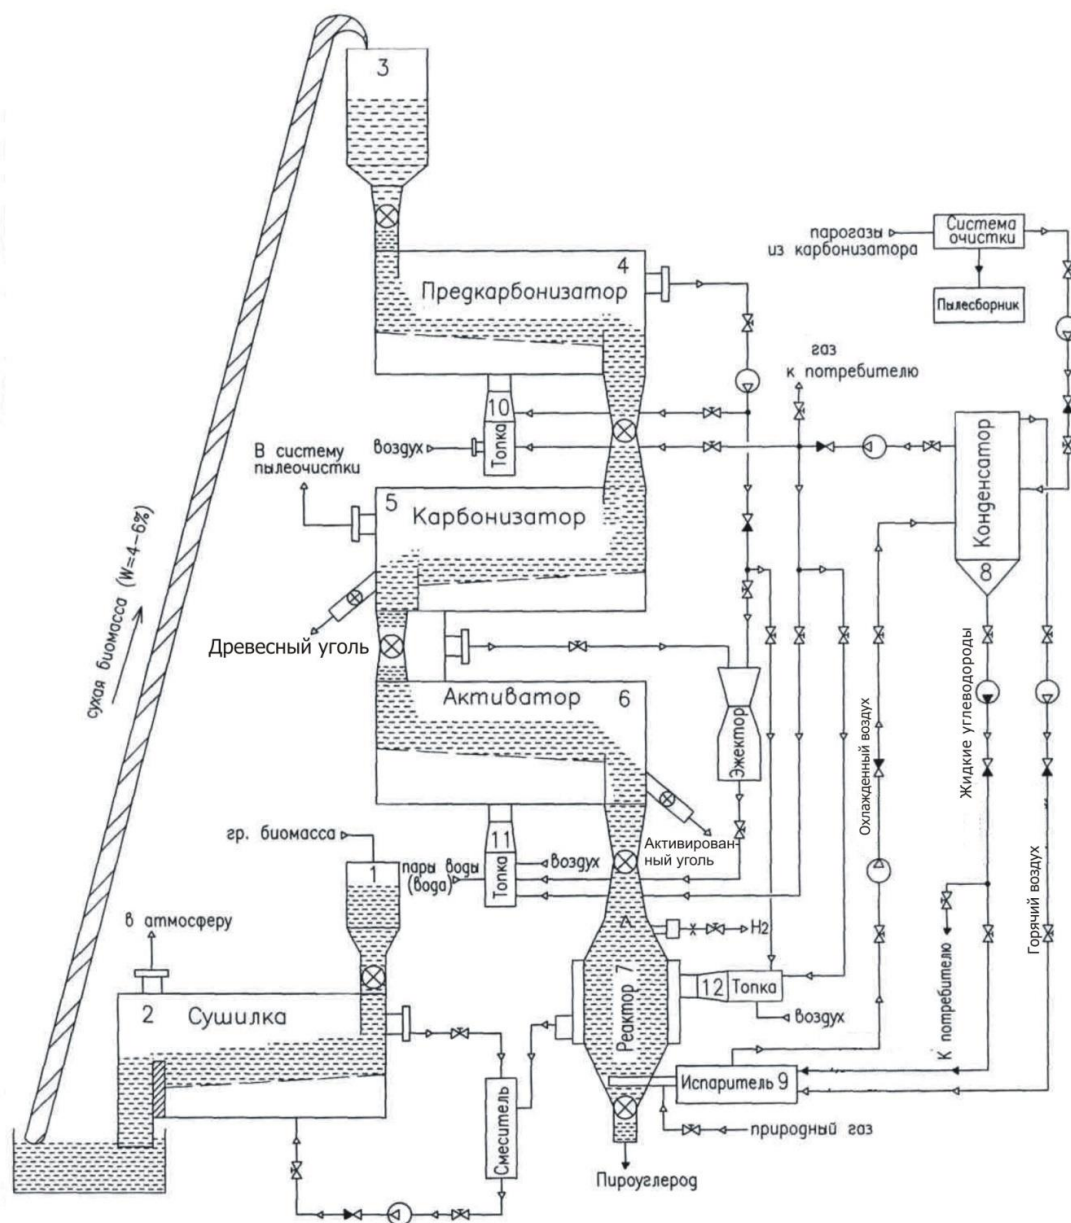 3
4
Предкарбонизатор
парогазы
из карбонизатора
Система
очистки
Пылесборник
газ
к потребителю
10
Топка
воздух
В систему
пылеочистки
5
Карбонизатор
Конденсатор
8
сухая биомасса (W=4-6%)
Древесный уголь
6
Активатор
Эжектор
Охлажденный воздух
Жидкие углеводороды
Горячий воздух
Активирован-
ный уголь
гр. биомасса
11
Топка
воздух
пары воды
(вода)
1
в атмосферу
H2
2
Сушилка
Реактор 7
12
Топка
воздух
К потребителю
Испаритель 9
Смеситель
природный газ
Пироуглерод